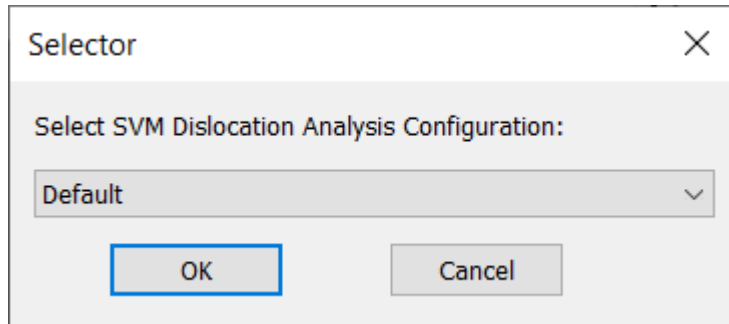 Selector
Select SVM Dislocation Analysis Configuration:
Default
OK
Cancel